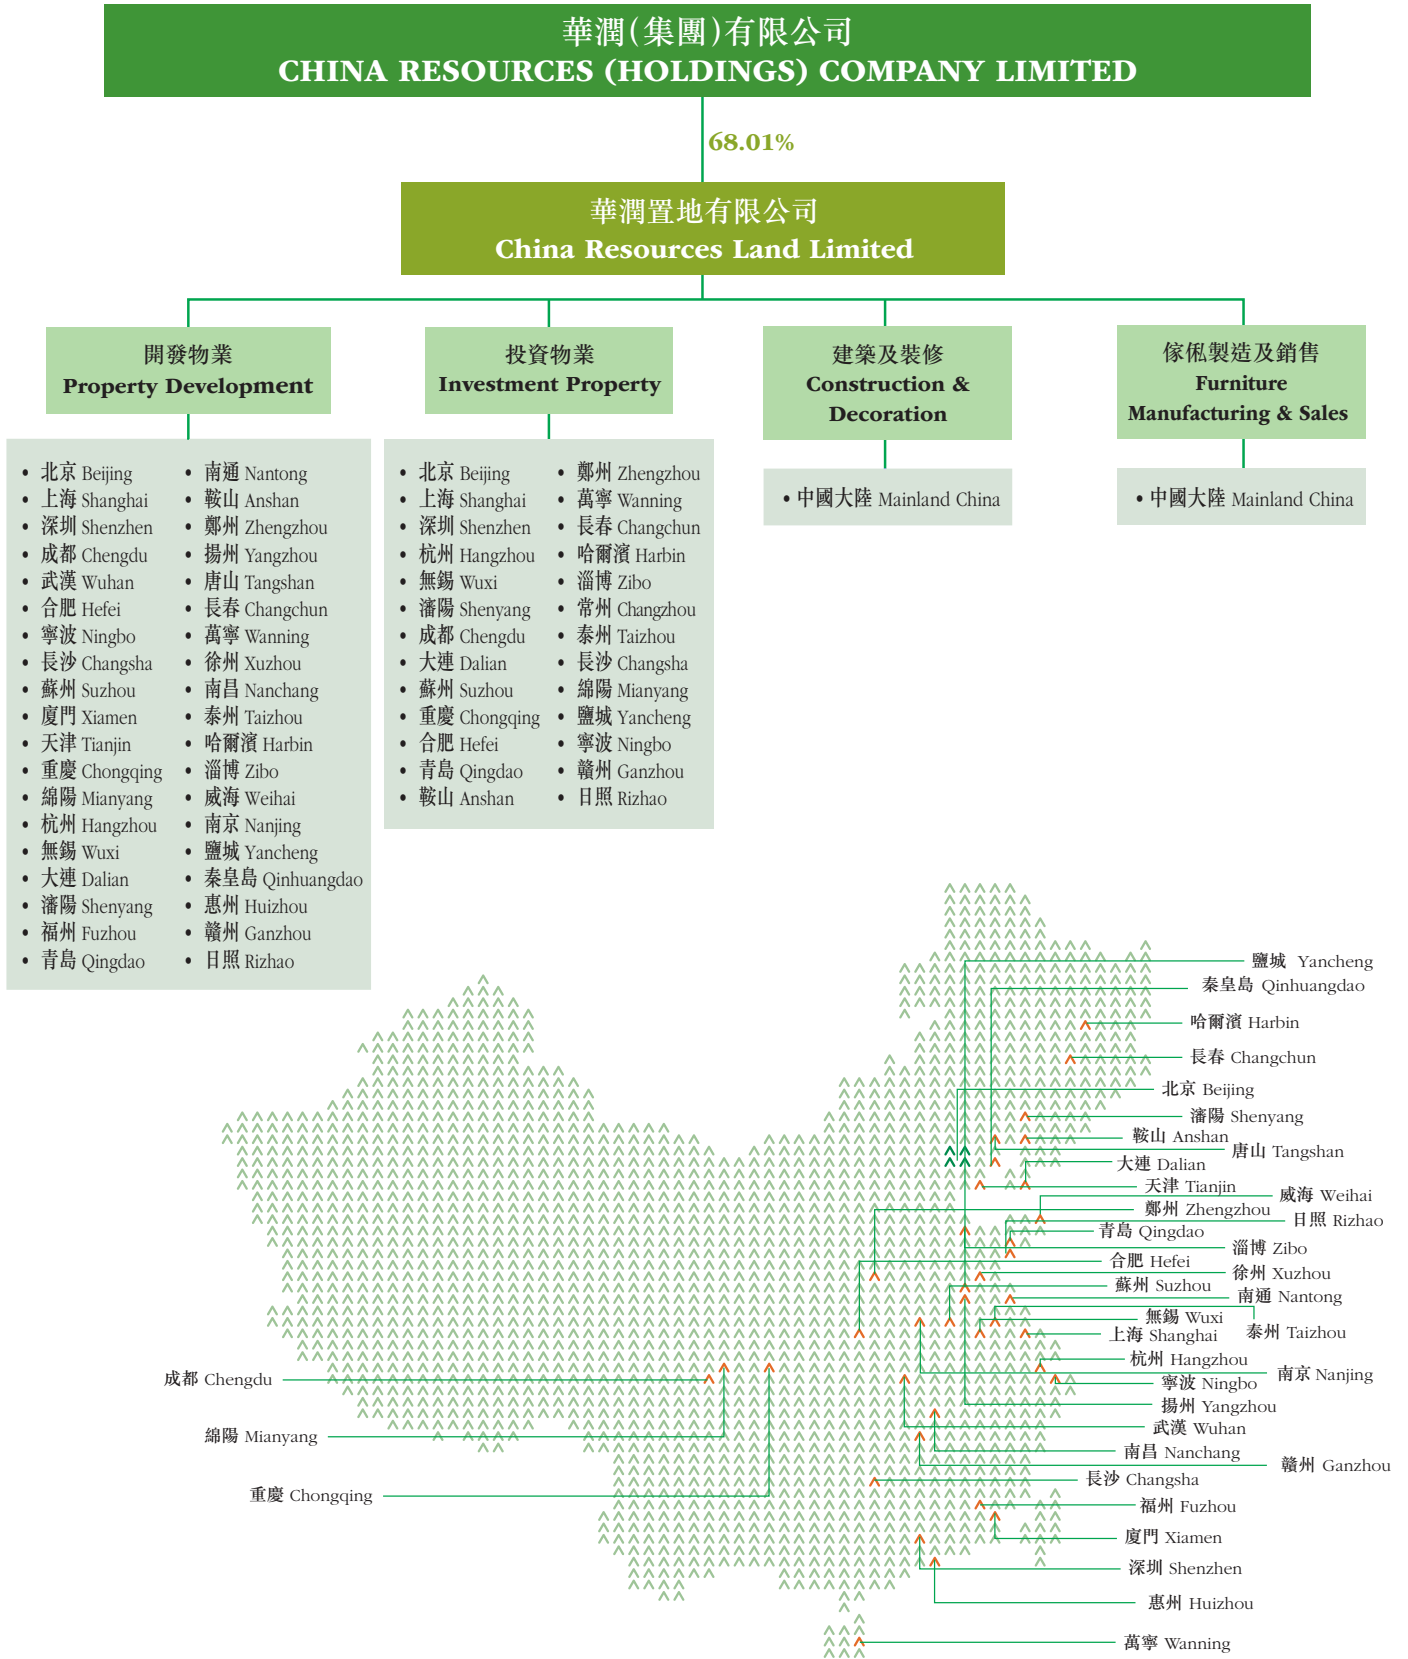 華潤(集團)有限公司
CHINA RESOURCES (HOLDINGS) COMPANY LIMITED
68.01%
華潤置地有限公司
China Resources Land Limited
開發物業
Property Development
• 北京 Beijing
• 上海 Shanghai
• 深圳 Shenzhen
• 成都 Chengdu
• 武漢 Wuhan
• 合肥 Hefei
• 寧波 Ningbo
• 長沙 Changsha
• 蘇州 Suzhou
• 廈門 Xiamen
• 天津 Tianjin
• 重慶 Chongqing
• 綿陽 Mianyang
• 杭州 Hangzhou
• 無錫 Wuxi
• 大連 Dalian
• 瀋陽 Shenyang
• 福州 Fuzhou
• 青島 Qingdao
• 南通 Nantong
• 鞍山 Anshan
• 鄭州 Zhengzhou
• 揚州 Yangzhou
• 唐山 Tangshan
• 長春 Changchun
• 萬寧 Wanning
• 徐州 Xuzhou
• 南昌 Nanchang
• 泰州 Taizhou
• 哈爾濱 Harbin
• 淄博 Zibo
• 威海 Weihai
• 南京 Nanjing
• 鹽城 Yancheng
• 秦皇島 Qinhuangdao
• 惠州 Huizhou
• 贛州 Ganzhou
• 日照 Rizhao
投資物業
Investment Property
• 北京 Beijing
• 上海 Shanghai
• 深圳 Shenzhen
• 杭州 Hangzhou
• 無錫 Wuxi
• 瀋陽 Shenyang
• 成都 Chengdu
• 大連 Dalian
• 蘇州 Suzhou
• 重慶 Chongqing
• 合肥 Hefei
• 青島 Qingdao
• 鞍山 Anshan
• 鄭州 Zhengzhou
• 萬寧 Wanning
• 長春 Changchun
• 哈爾濱 Harbin
• 淄博 Zibo
• 常州 Changzhou
• 泰州 Taizhou
• 長沙 Changsha
• 綿陽 Mianyang
• 鹽城 Yancheng
• 寧波 Ningbo
• 贛州 Ganzhou
• 日照 Rizhao
建築及裝修
Construction &
Decoration
• 中國大陸 Mainland China
傢俬製造及銷售
Furniture
Manufacturing & Sales
• 中國大陸 Mainland China
鹽城 Yancheng
秦皇島 Qinhuangdao
哈爾濱 Harbin
長春 Changchun
北京 Beijing
瀋陽 Shenyang
鞍山 Anshan
唐山 Tangshan
大連 Dalian
天津 Tianjin
威海 Weihai
鄭州 Zhengzhou
日照 Rizhao
青島 Qingdao
淄博 Zibo
合肥 Hefei
徐州 Xuzhou
蘇州 Suzhou
南通 Nantong
無錫 Wuxi
上海 Shanghai
泰州 Taizhou
杭州 Hangzhou
南京 Nanjing
寧波 Ningbo
揚州 Yangzhou
武漢 Wuhan
南昌 Nanchang
贛州 Ganzhou
長沙 Changsha
福州 Fuzhou
廈門 Xiamen
深圳 Shenzhen
惠州 Huizhou
萬寧 Wanning
成都 Chengdu
綿陽 Mianyang
重慶 Chongqing